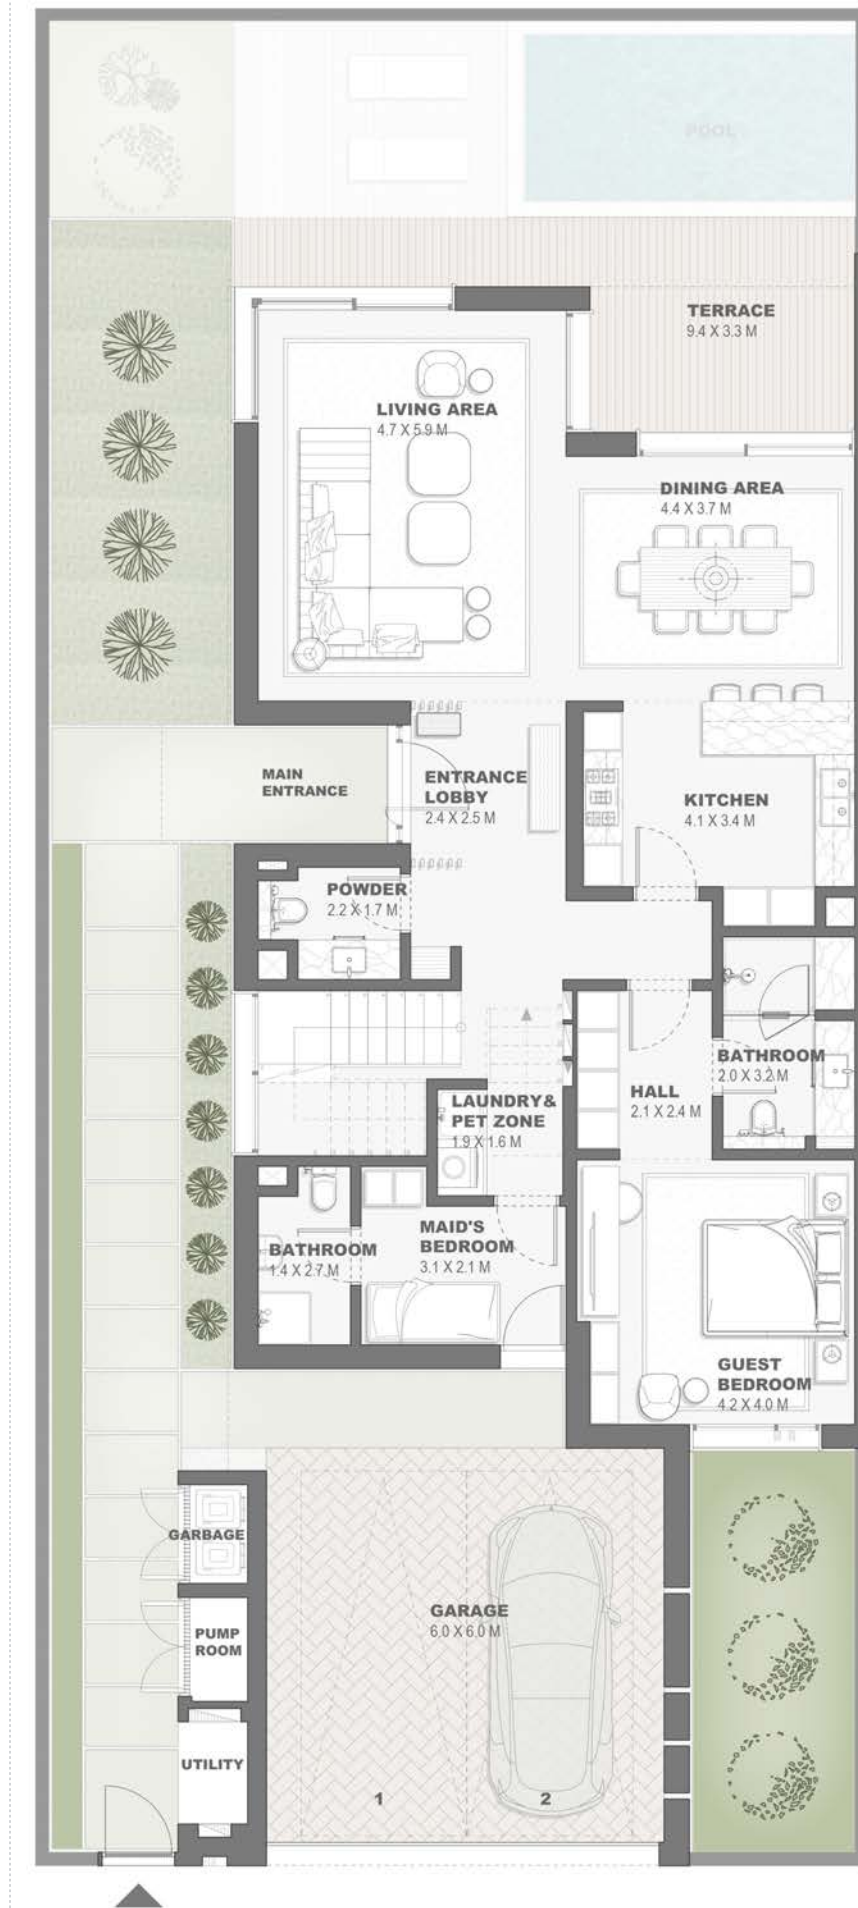 POOL
TERRACE
9.4 X 3.3 M
LIVING AREA
4.7 X 5.9 M
DINING AREA
4.4 X 3.7 M
MAIN
ENTRANCE
ENTRANCE
LOBBY
2.4 X 2.5 M
KITCHEN
4.1 X 3.4 M
POWDER
2.2 X 1.7 M
BATHROOM
2.0 X 3.2 M
HALL
2.1 X 2.4 M
LAUNDRY&
PET ZONE
1.9 X 1.6 M
MAID'S
BEDROOM
3.1 X 2.1 M
BATHROOM
1.4 X 2.7 M
GUEST
BEDROOM
4.2 X 4.0 M
GARBAGE
PUMP
ROOM
GARAGE
6.0 X 6.0 M
UTILITY
1
2